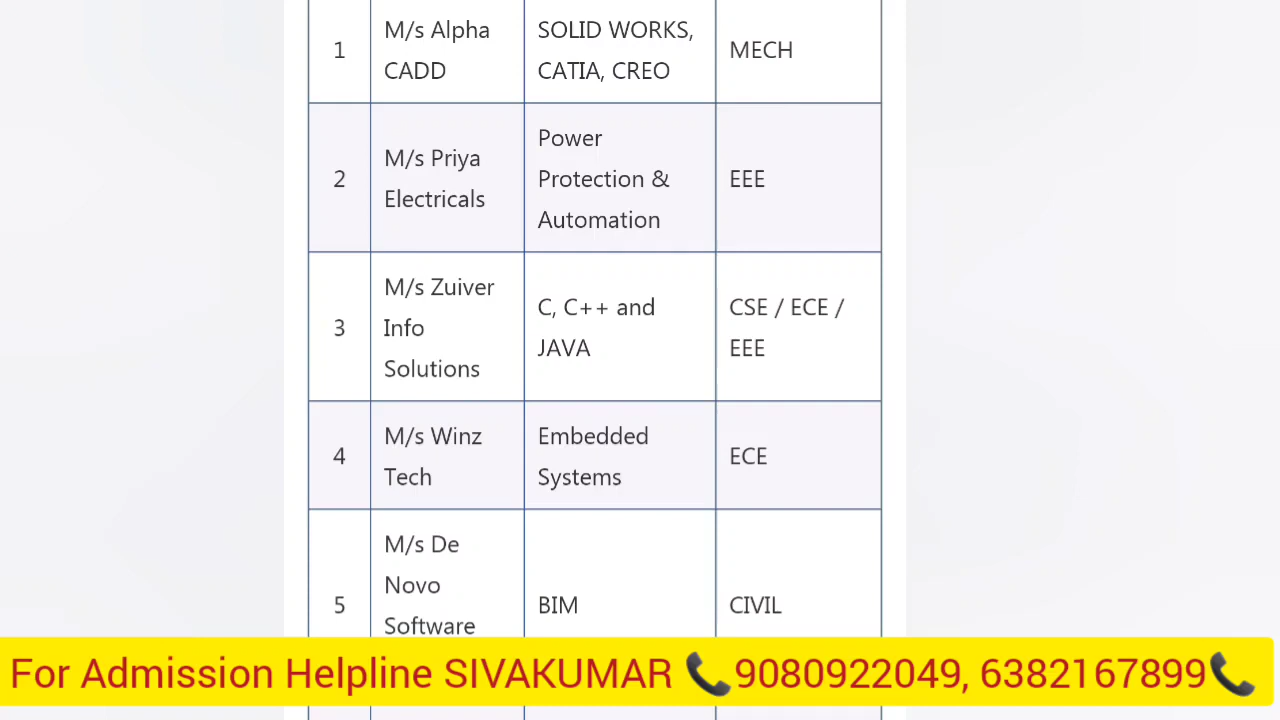 1
M/s Alpha
CADD
SOLID WORKS,
CATIA, CREO
MECH
2
M/s Priya
Electricals
Power
Protection &
Automation
EEE
3
M/s Zuiver
Info
Solutions
C, C++ and
JAVA
CSE / ECE /
EEE
4
M/s Winz
Tech
Embedded
Systems
ECE
5
M/s De
Novo
Software
BIM
CIVIL
For Admission Helpline SIVAKUMAR 📞9080922049, 6382167899📞